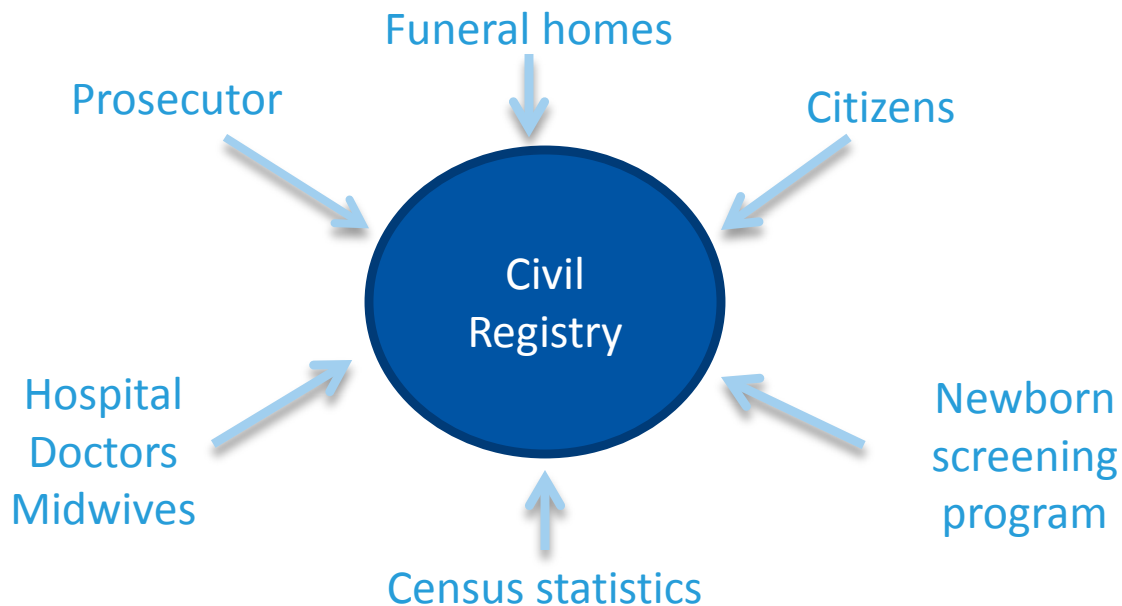 Funeral homes
Prosecutor
Citizens
Civil
Registry
Hospital
Doctors
Midwives
Newborn
screening
program
Census statistics